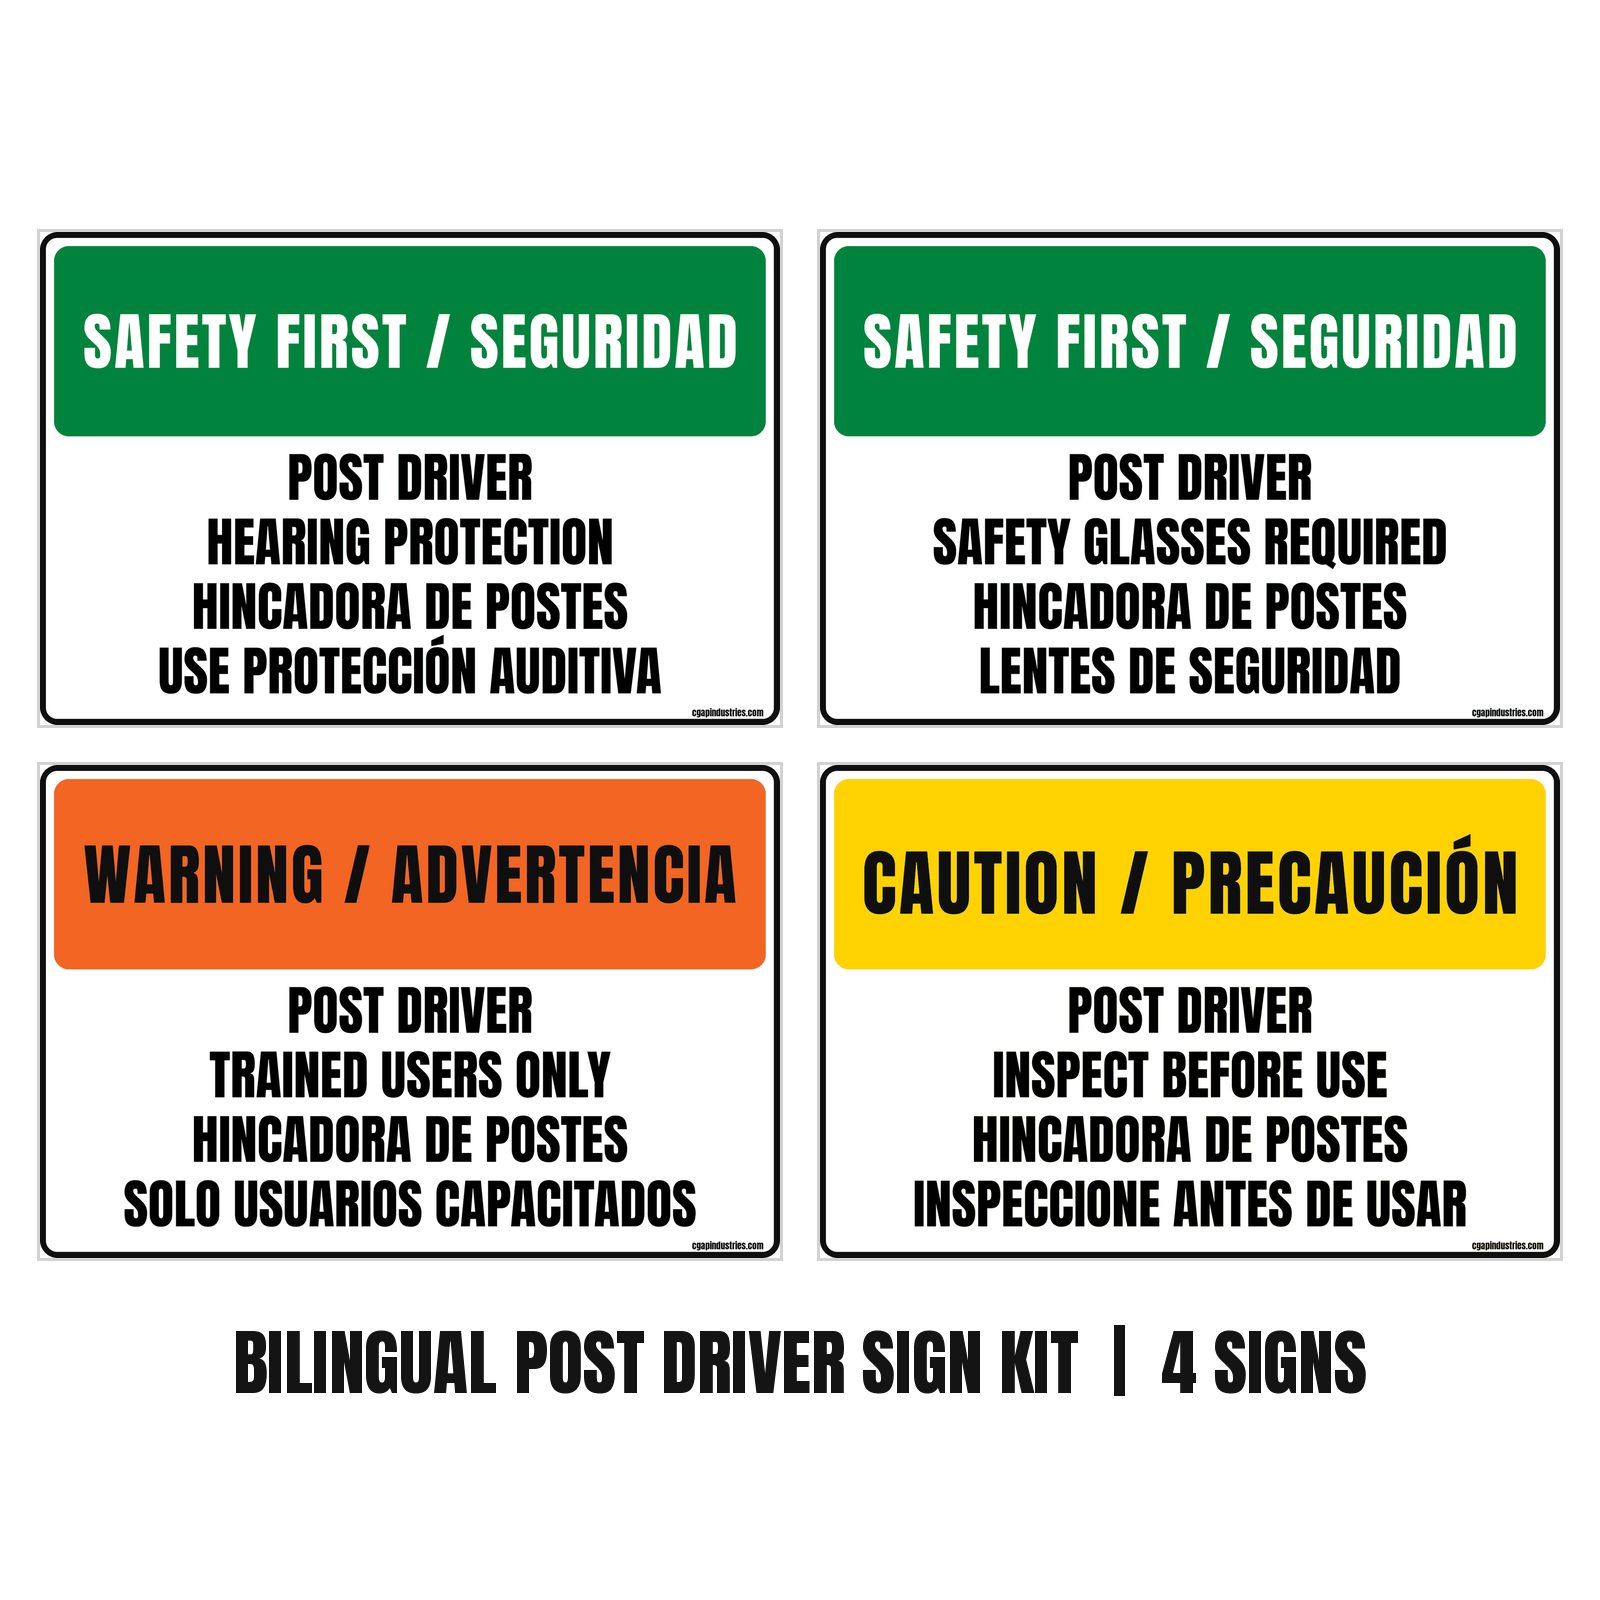 SAFETY FIRST / SEGURIDAD
POST DRIVER
HEARING PROTECTION
HINCADORA DE POSTES
USE PROTECCIÓN AUDITIVA
cgapindustries.com
SAFETY FIRST / SEGURIDAD
POST DRIVER
SAFETY GLASSES REQUIRED
HINCADORA DE POSTES
LENTES DE SEGURIDAD
cgapindustries.com
WARNING / ADVERTENCIA
POST DRIVER
TRAINED USERS ONLY
HINCADORA DE POSTES
SOLO USUARIOS CAPACITADOS
cgapindustries.com
CAUTION / PRECAUCIÓN
POST DRIVER
INSPECT BEFORE USE
HINCADORA DE POSTES
INSPECCIONE ANTES DE USAR
cgapindustries.com
BILINGUAL POST DRIVER SIGN KIT | 4 SIGNS